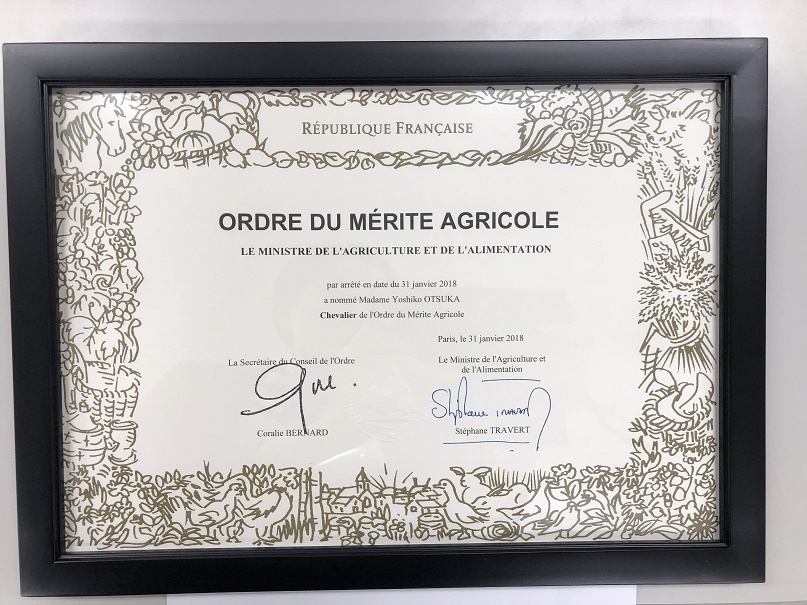 RÉPUBLIQUE FRANÇAISE
ORDRE DU MÉRITE AGRICOLE
LE MINISTRE DE L'AGRICULTURE ET DE L'ALIMENTATION
par arrêté en date du 31 janvier 2018
a nommé Madame Yoshiko OTSUKA
Chevalier de l'Ordre du Mérite Agricole
Paris, le 31 janvier 2018
La Secrétaire du Conseil de l'Ordre
Le Ministre de l'Agriculture et
de l'Alimentation
Stéphane TRAVERT
Coralie BERNARD
Stéphane TRAVERT